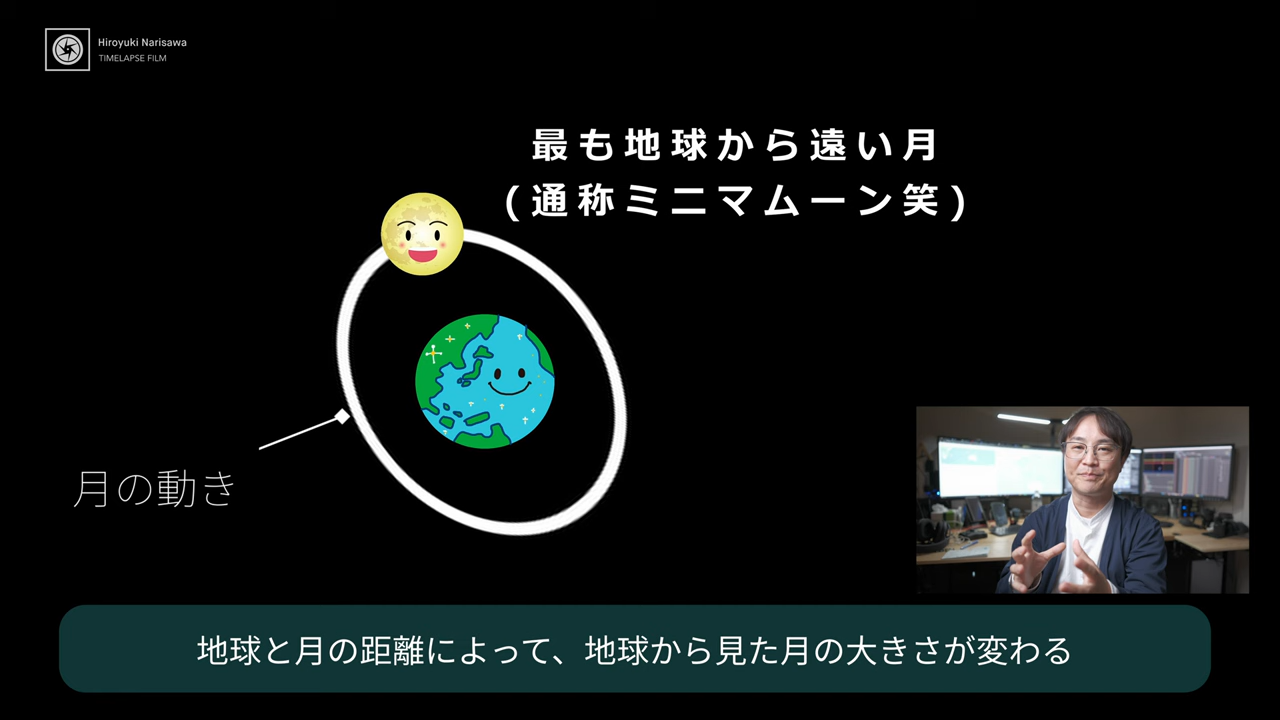 Hiroyuki Narisawa
TIMELAPSE FILM
最も地球から遠い月
(通称ミニマムーン笑)
月の動き
地球と月の距離によって、地球から見た月の大きさが変わる